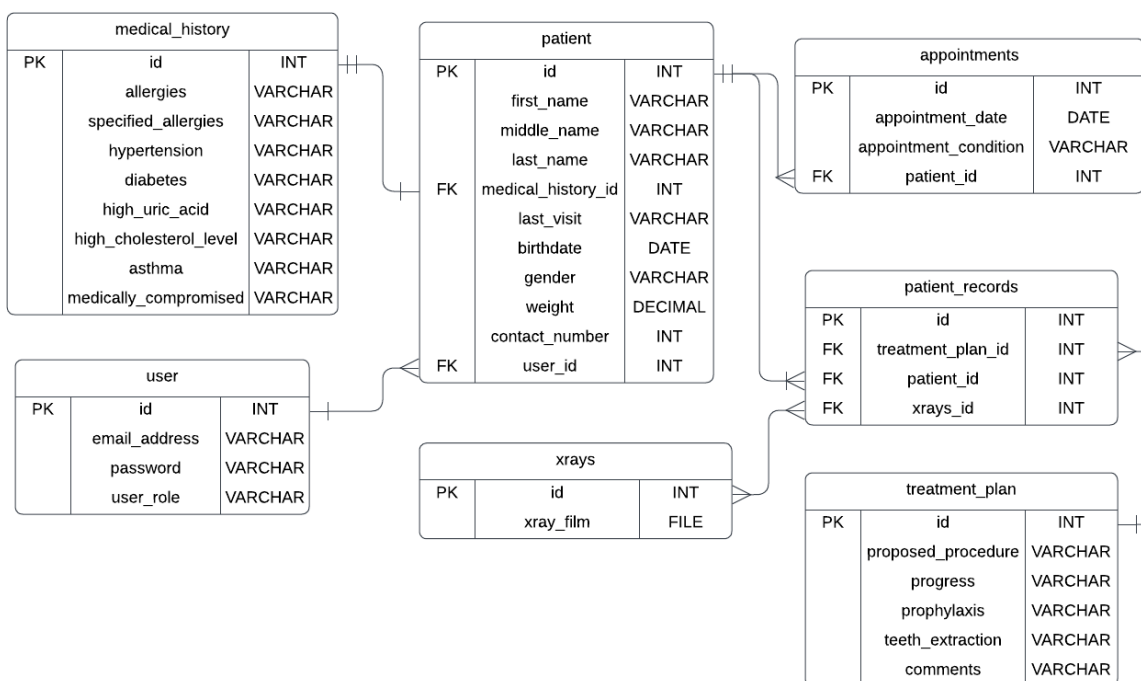 medical_history
PK id INT
allergies VARCHAR
specified_allergies VARCHAR
hypertension VARCHAR
diabetes VARCHAR
high_uric_acid VARCHAR
high_cholesterol_level VARCHAR
asthma VARCHAR
medically_compromised VARCHAR
user
PK id INT
email_address VARCHAR
password VARCHAR
user_role VARCHAR
patient
PK id INT
first_name VARCHAR
middle_name VARCHAR
last_name VARCHAR
FK medical_history_id INT
last_visit VARCHAR
birthdate DATE
gender VARCHAR
weight DECIMAL
contact_number INT
FK user_id INT
xrays
PK id INT
xray_film FILE
appointments
PK id INT
appointment_date DATE
appointment_condition VARCHAR
FK patient_id INT
patient_records
PK id INT
FK treatment_plan_id INT
FK patient_id INT
FK xrays_id INT
treatment_plan
PK id INT
proposed_procedure VARCHAR
progress VARCHAR
prophylaxis VARCHAR
teeth_extraction VARCHAR
comments VARCHAR